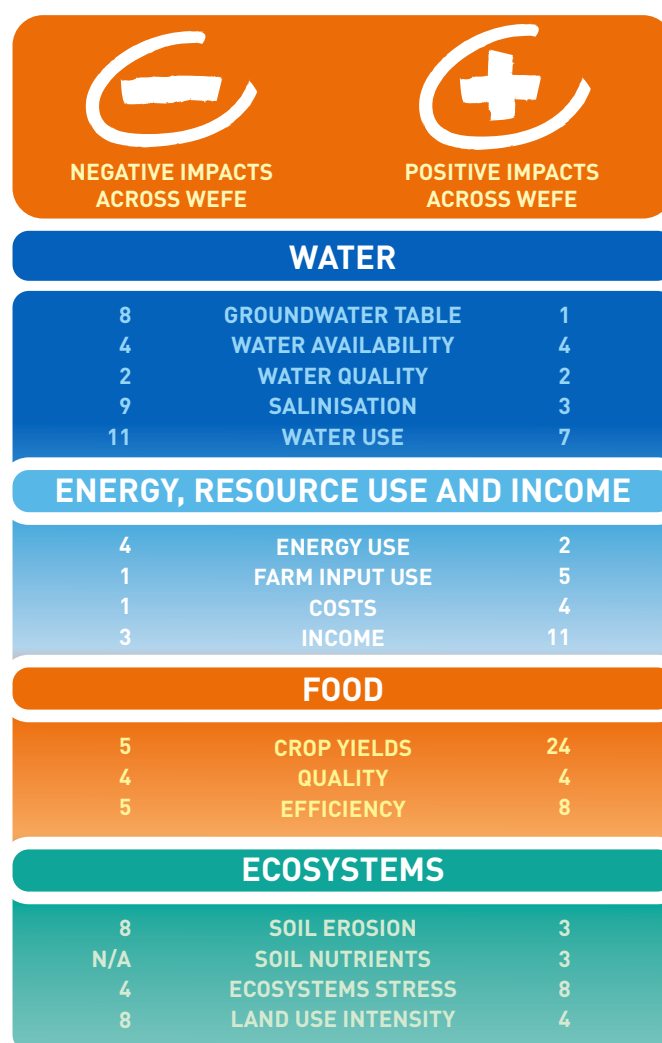 NEGATIVE IMPACTS
ACROSS WEFE
POSITIVE IMPACTS
ACROSS WEFE
WATER
8 GROUNDWATER TABLE 1
4 WATER AVAILABILITY 4
2 WATER QUALITY 2
9 SALINISATION 3
11 WATER USE 7
ENERGY, RESOURCE USE AND INCOME
4 ENERGY USE 2
1 FARM INPUT USE 5
1 COSTS 4
3 INCOME 11
FOOD
5 CROP YIELDS 24
4 QUALITY 4
5 EFFICIENCY 8
ECOSYSTEMS
8 SOIL EROSION 3
N/A SOIL NUTRIENTS 3
4 ECOSYSTEMS STRESS 8
8 LAND USE INTENSITY 4